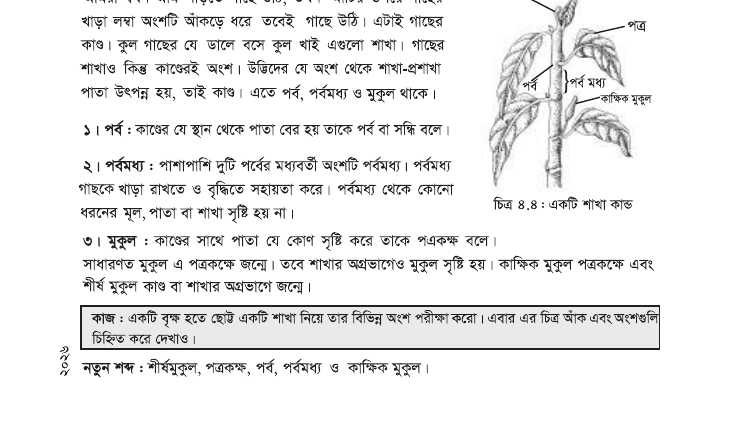 খাড়া লম্বা অংশটি আঁকড়ে ধরে তবেই গাছে উঠি। এটাই গাছের
কাণ্ড। কুল গাছের যে ডালে বসে কুল খাই এগুলো শাখা। গাছের
শাখাও কিন্তু কাণ্ডেরই অংশ। উদ্ভিদের যে অংশ থেকে শাখা-প্রশাখা
পাতা উৎপন্ন হয়, তাই কাণ্ড। এতে পর্ব, পর্বমধ্য ও মুকুল থাকে।
১। পর্ব : কাণ্ডের যে স্থান থেকে পাতা বের হয় তাকে পর্ব বা সন্ধি বলে।
২। পর্বমধ্য : পাশাপাশি দুটি পর্বের মধ্যবর্তী অংশটি পর্বমধ্য। পর্বমধ্য
গাছকে খাড়া রাখতে ও বৃদ্ধিতে সহায়তা করে। পর্বমধ্য থেকে কোনো
ধরনের মূল, পাতা বা শাখা সৃষ্টি হয় না।
পত্র
পর্ব
পর্ব মধ্য
কাক্ষিক মুকুল
চিত্র ৪.৪ : একটি শাখা কান্ড
৩। মুকুল : কাণ্ডের সাথে পাতা যে কোণ সৃষ্টি করে তাকে পএকক্ষ বলে।
সাধারণত মুকুল এ পত্রকক্ষে জন্মে। তবে শাখার অগ্রভাগেও মুকুল সৃষ্টি হয়। কাক্ষিক মুকুল পত্রকক্ষে এবং
শীর্ষ মুকুল কাণ্ড বা শাখার অগ্রভাগে জন্মে।
কাজ : একটি বৃক্ষ হতে ছোট্ট একটি শাখা নিয়ে তার বিভিন্ন অংশ পরীক্ষা করো। এবার এর চিত্র আঁক এবং অংশগুলি
চিহ্নিত করে দেখাও।
নতুন শব্দ : শীর্ষমুকুল, পত্রকক্ষ, পর্ব, পর্বমধ্য ও কাক্ষিক মুকুল।
২০২৬